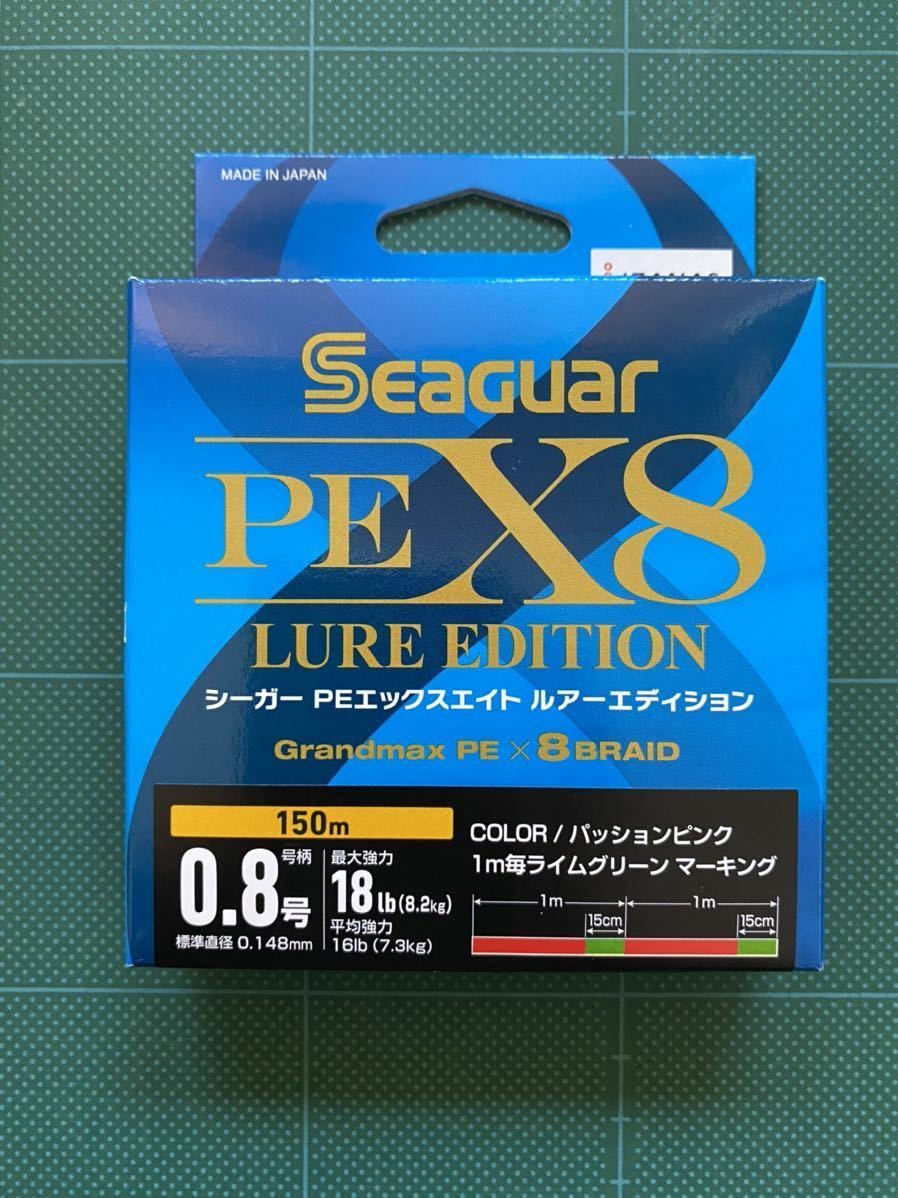 MADE IN JAPAN
Seaguar
PE X8
LURE EDITION
シーガー PEエックスエイト ルアーエディション
Grandmax PE×8BRAID
150m
0.8号
号柄
標準直径 0.148mm
最大強力
18lb(8.2kg)
平均強力
16lb(7.3kg)
COLOR/パッションピンク
1m毎ライムグリーン マーキング
1m 1m
15cm 15cm